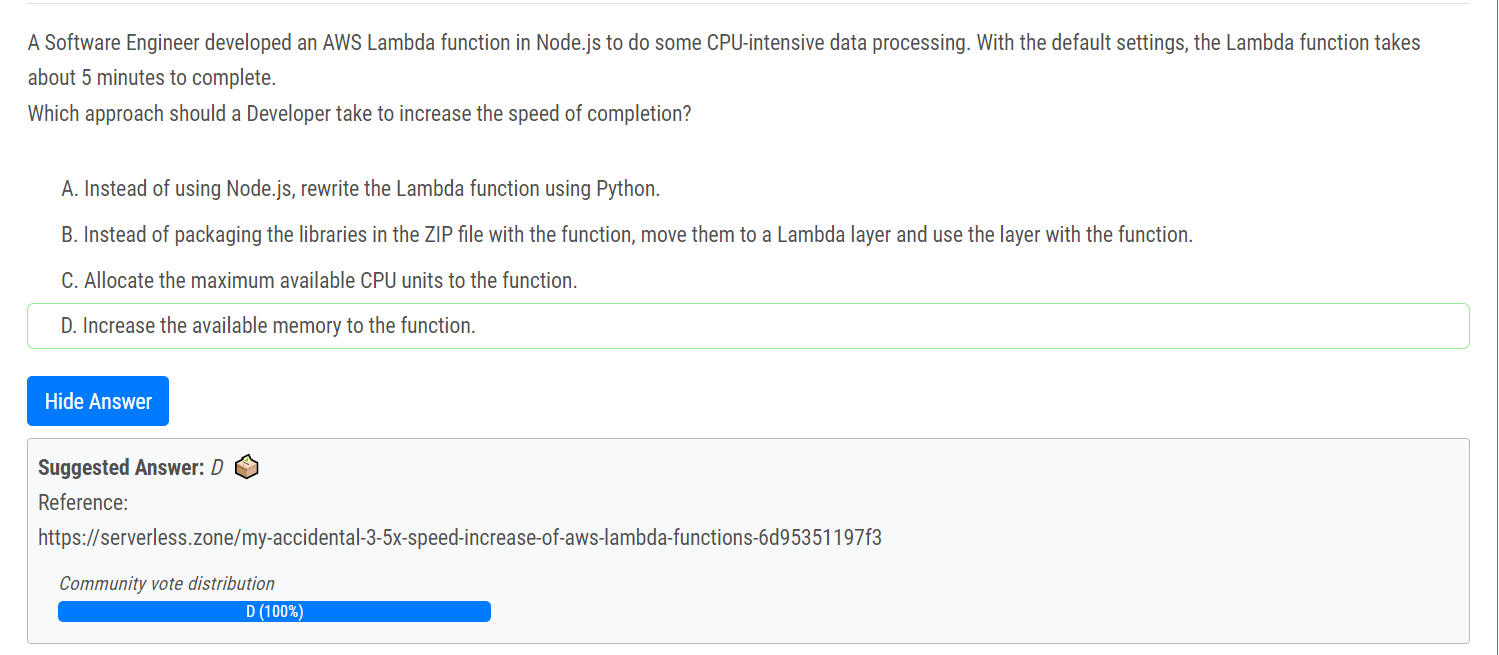 A Software Engineer developed an AWS Lambda function in Node.js to do some CPU-intensive data processing. With the default settings, the Lambda function takes
about 5 minutes to complete.
Which approach should a Developer take to increase the speed of completion?
A. Instead of using Node.js, rewrite the Lambda function using Python.
B. Instead of packaging the libraries in the ZIP file with the function, move them to a Lambda layer and use the layer with the function.
C. Allocate the maximum available CPU units to the function.
D. Increase the available memory to the function.
Hide Answer
Suggested Answer: D
Reference:
https://serverless.zone/my-accidental-3-5x-speed-increase-of-aws-lambda-functions-6d95351197f3
Community vote distribution
D (100%)